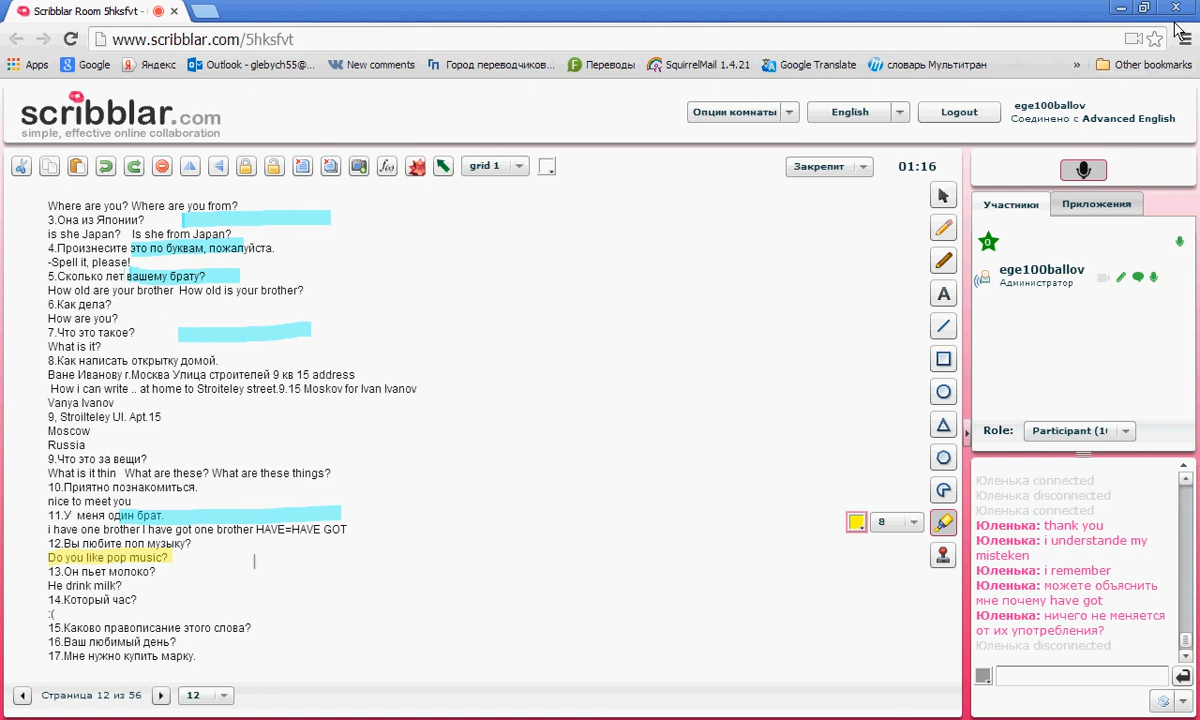 Scribblar Room 5hksfvt -
www.scribblar.com/5hksfvt
Apps
Google
Яндекс
Outlook - glebych55@...
New comments
Город переводчиков...
Переводы
SquirrelMail 1.4.21
Google Translate
словарь Мультитран
»
Other bookmarks
scribblar.com
simple, effective online collaboration
Опции комнаты
English
Logout
ege100ballov
Соединено с Advanced English
f(x)
grid 1
Закрепит
01:16
Where are you? Where are you from?
3.Она из Японии?
is she Japan? Is she from Japan?
4.Произнесите это по буквам, пожалуйста.
-Spell it, please!
5.Сколько лет вашему брату?
How old are your brother How old is your brother?
6.Как дела?
How are you?
7.Что это такое?
What is it?
8.Как написать открытку домой.
Ване Иванову г.Москва Улица строителей 9 кв 15 address
How i can write .. at home to Stroiteley street.9.15 Moskov for Ivan Ivanov
Vanya Ivanov
9, Stroilteley Ul. Apt.15
Moscow
Russia
9.Что это за вещи?
What is it thin What are these? What are these things?
10.Приятно познакомиться.
nice to meet you
11.У меня один брат.
i have one brother I have got one brother HAVE=HAVE GOT
12.Вы любите поп музыку?
Do you like pop music?
13.Он пьет молоко?
He drink milk?
14.Который час?
:(
15.Каково правописание этого слова?
16.Ваш любимый день?
17.Мне нужно купить марку.
A
8
Страница 12 из 56
12
Участники
Приложения
0
ege100ballov
Администратор
Role:
Participant (1(
Юленька connected
Юленька disconnected
Юленька connected
Юленька: thank you
Юленька: i understande my
misteken
Юленька: i remember
Юленька: можете объяснить
мне почему have got
Юленька: ничего не меняется
от их употребления?
Юленька disconnected